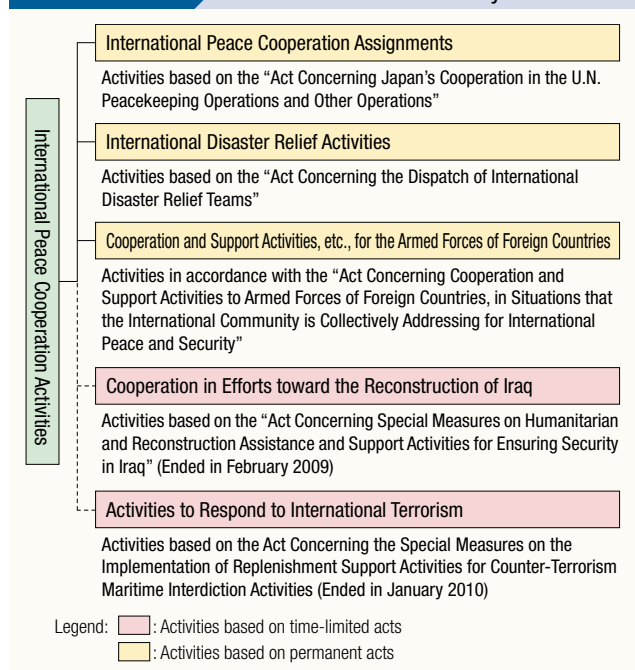 International Peace Cooperation Activities
International Peace Cooperation Assignments
Activities based on the “Act Concerning Japan’s Cooperation in the U.N.
Peacekeeping Operations and Other Operations”
International Disaster Relief Activities
Activities based on the “Act Concerning the Dispatch of International
Disaster Relief Teams”
Cooperation and Support Activities, etc., for the Armed Forces of Foreign Countries
Activities in accordance with the “Act Concerning Cooperation and
Support Activities to Armed Forces of Foreign Countries, in Situations that
the International Community is Collectively Addressing for International
Peace and Security”
Cooperation in Efforts toward the Reconstruction of Iraq
Activities based on the “Act Concerning Special Measures on Humanitarian
and Reconstruction Assistance and Support Activities for Ensuring Security
in Iraq” (Ended in February 2009)
Activities to Respond to International Terrorism
Activities based on the Act Concerning the Special Measures on the
Implementation of Replenishment Support Activities for Counter-Terrorism
Maritime Interdiction Activities (Ended in January 2010)
Legend: : Activities based on time-limited acts
: Activities based on permanent acts